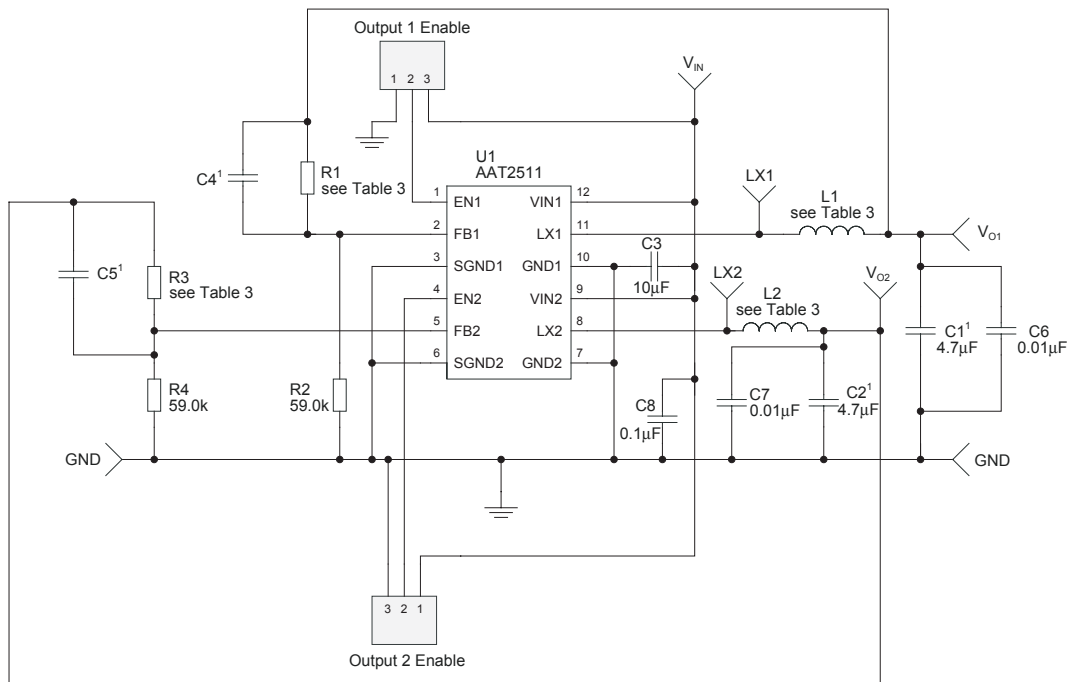 Output 1 Enable
1 2 3
V_IN
U1
AAT2511
C4¹
R1
see Table 3
LX1
L1
see Table 3
V_O1
1 EN1 VIN1 12
2 FB1 LX1 11
3 SGND1 GND1 10
4 EN2 VIN2 9
5 FB2 LX2 8
6 SGND2 GND2 7
C3
10µF
C5¹
R3
see Table 3
LX2
L2
see Table 3
V_O2
C1¹
4.7µF
C6
0.01µF
R4
59.0k
R2
59.0k
C8
0.1µF
C7
0.01µF
C2¹
4.7µF
GND
GND
3 2 1
Output 2 Enable